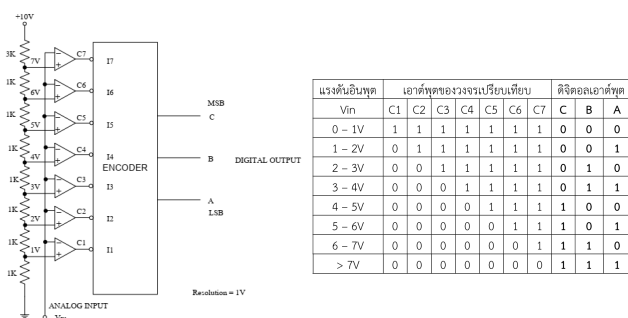 +10V
3K
7V
C7
I7
1K
6V
C6
I6
1K
5V
C5
I5
1K
4V
C4
I4
ENCODER
1K
3V
C3
I3
1K
2V
C2
I2
1K
1V
C1
I1
1K
MSB
C
B
DIGITAL OUTPUT
A
LSB
Resolution = 1V
ANALOG INPUT
Vin
แรงดันอินพุต เอาต์พุตของวงจรเปรียบเทียบ ดิจิตอลเอาต์พุต
Vin C1 C2 C3 C4 C5 C6 C7 C B A
0 – 1V 1 1 1 1 1 1 1 0 0 0
1 – 2V 0 1 1 1 1 1 1 0 0 1
2 – 3V 0 0 1 1 1 1 1 0 1 0
3 – 4V 0 0 0 1 1 1 1 0 1 1
4 – 5V 0 0 0 0 1 1 1 1 0 0
5 – 6V 0 0 0 0 0 1 1 1 0 1
6 – 7V 0 0 0 0 0 0 1 1 1 0
> 7V 0 0 0 0 0 0 0 1 1 1